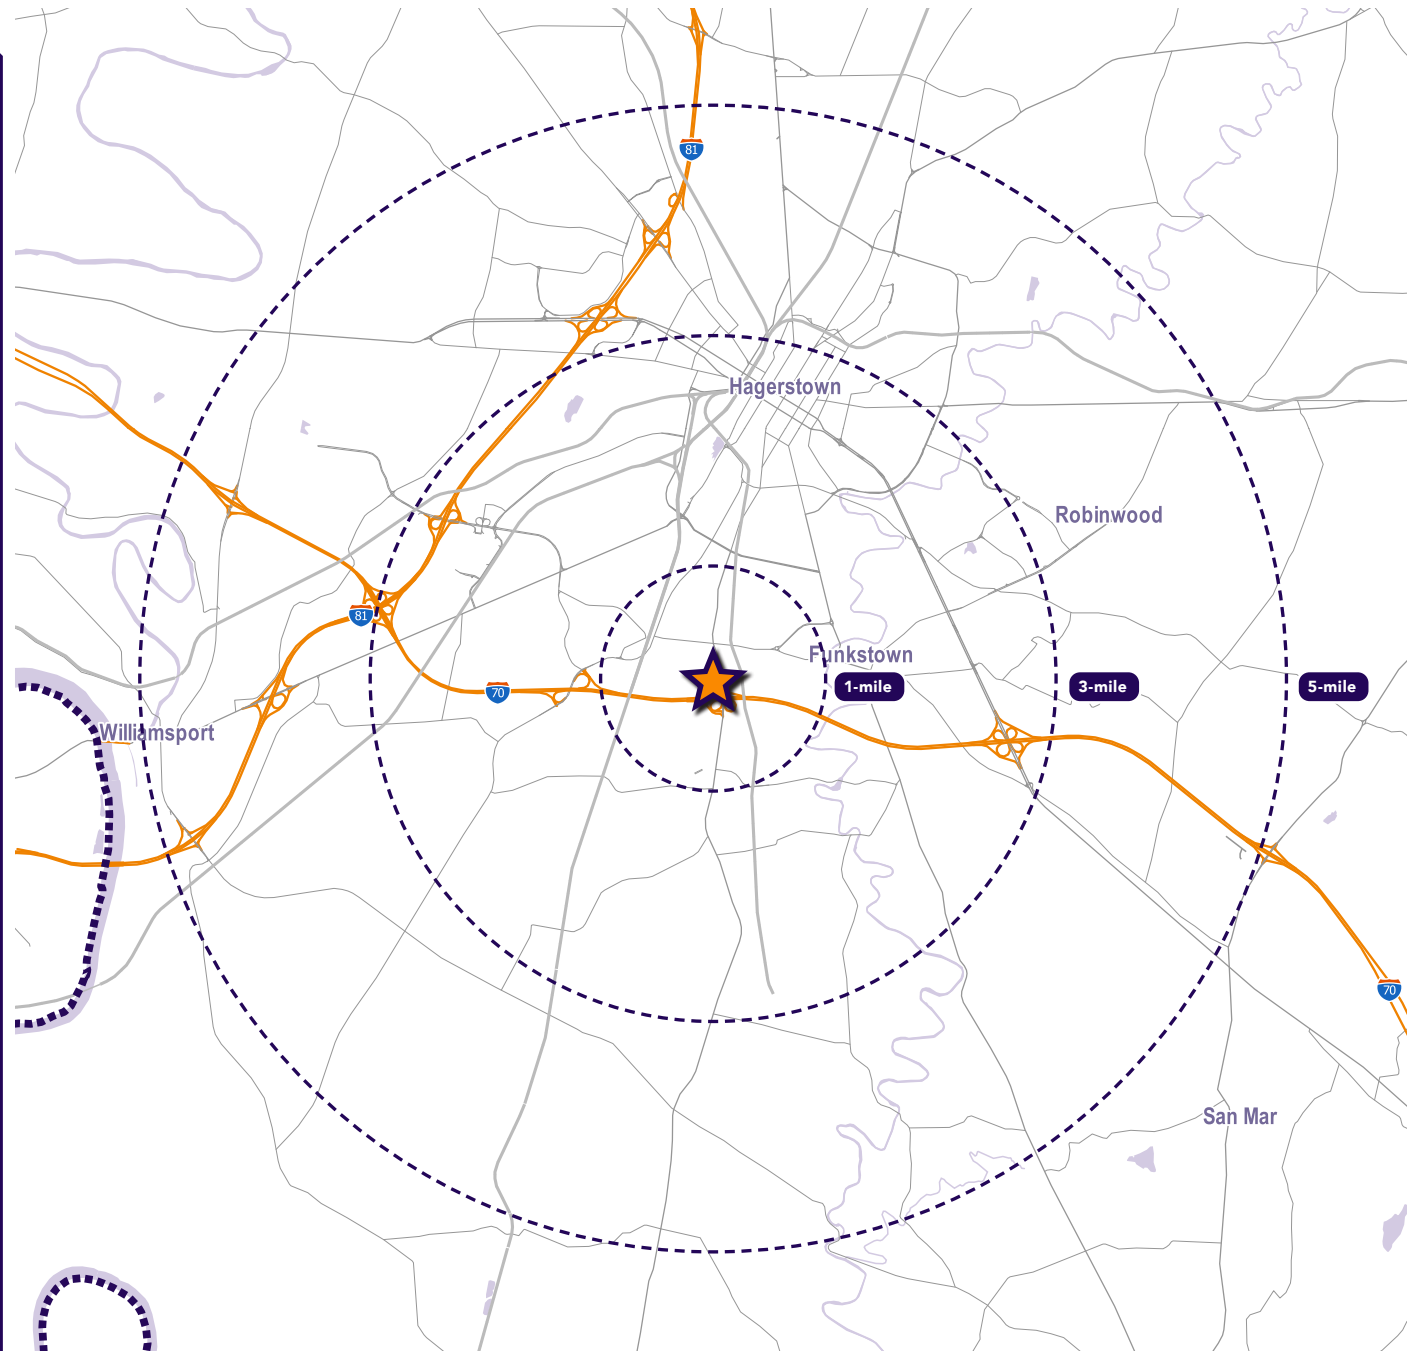 81
Hagerstown
Robinwood
81
Funkstown
1-mile
3-mile
5-mile
70
Williamsport
70
San Mar